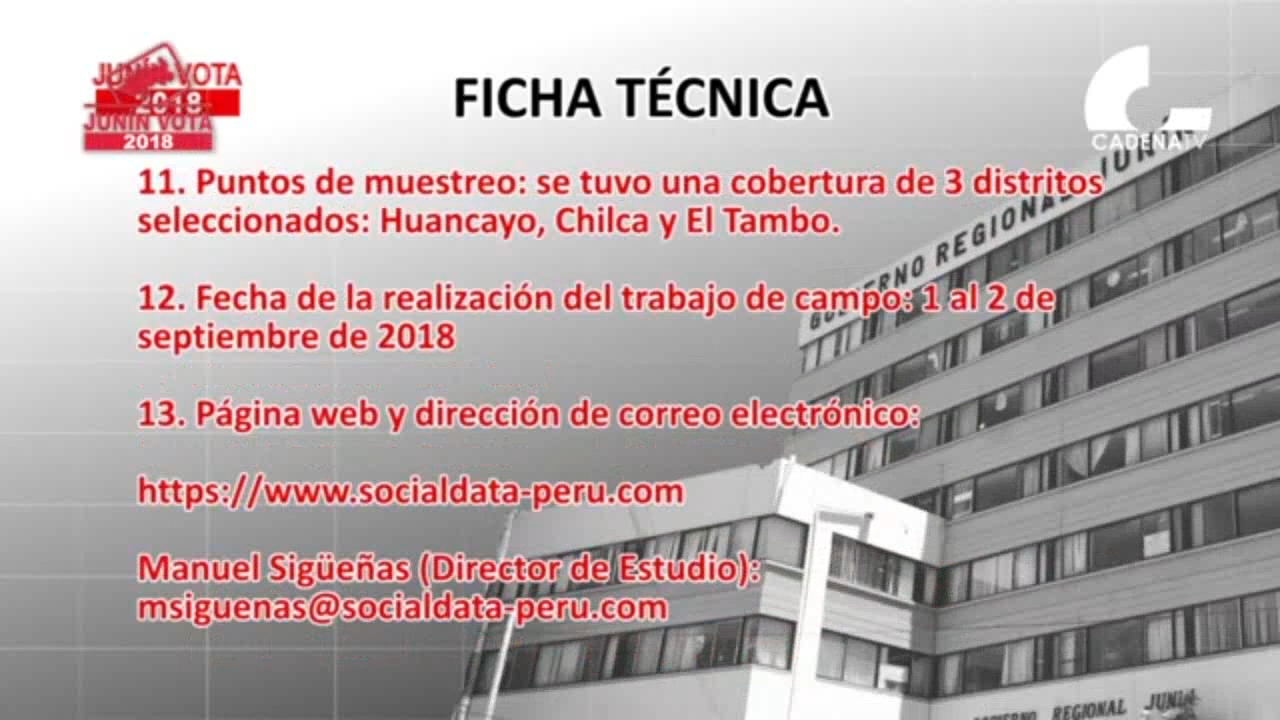 JUNÍN VOTA
2018
JUNÍN VOTA
2018
FICHA TÉCNICA
CADENATV
11. Puntos de muestreo: se tuvo una cobertura de 3 distritos
seleccionados: Huancayo, Chilca y El Tambo.
12. Fecha de la realización del trabajo de campo: 1 al 2 de
septiembre de 2018
13. Página web y dirección de correo electrónico:
https://www.socialdata-peru.com
Manuel Sigüeñas (Director de Estudio):
msiguenas@socialdata-peru.com
GOBIERNO REGIONAL JUNÍN
GOBIERNO REGIONAL JUNÍN